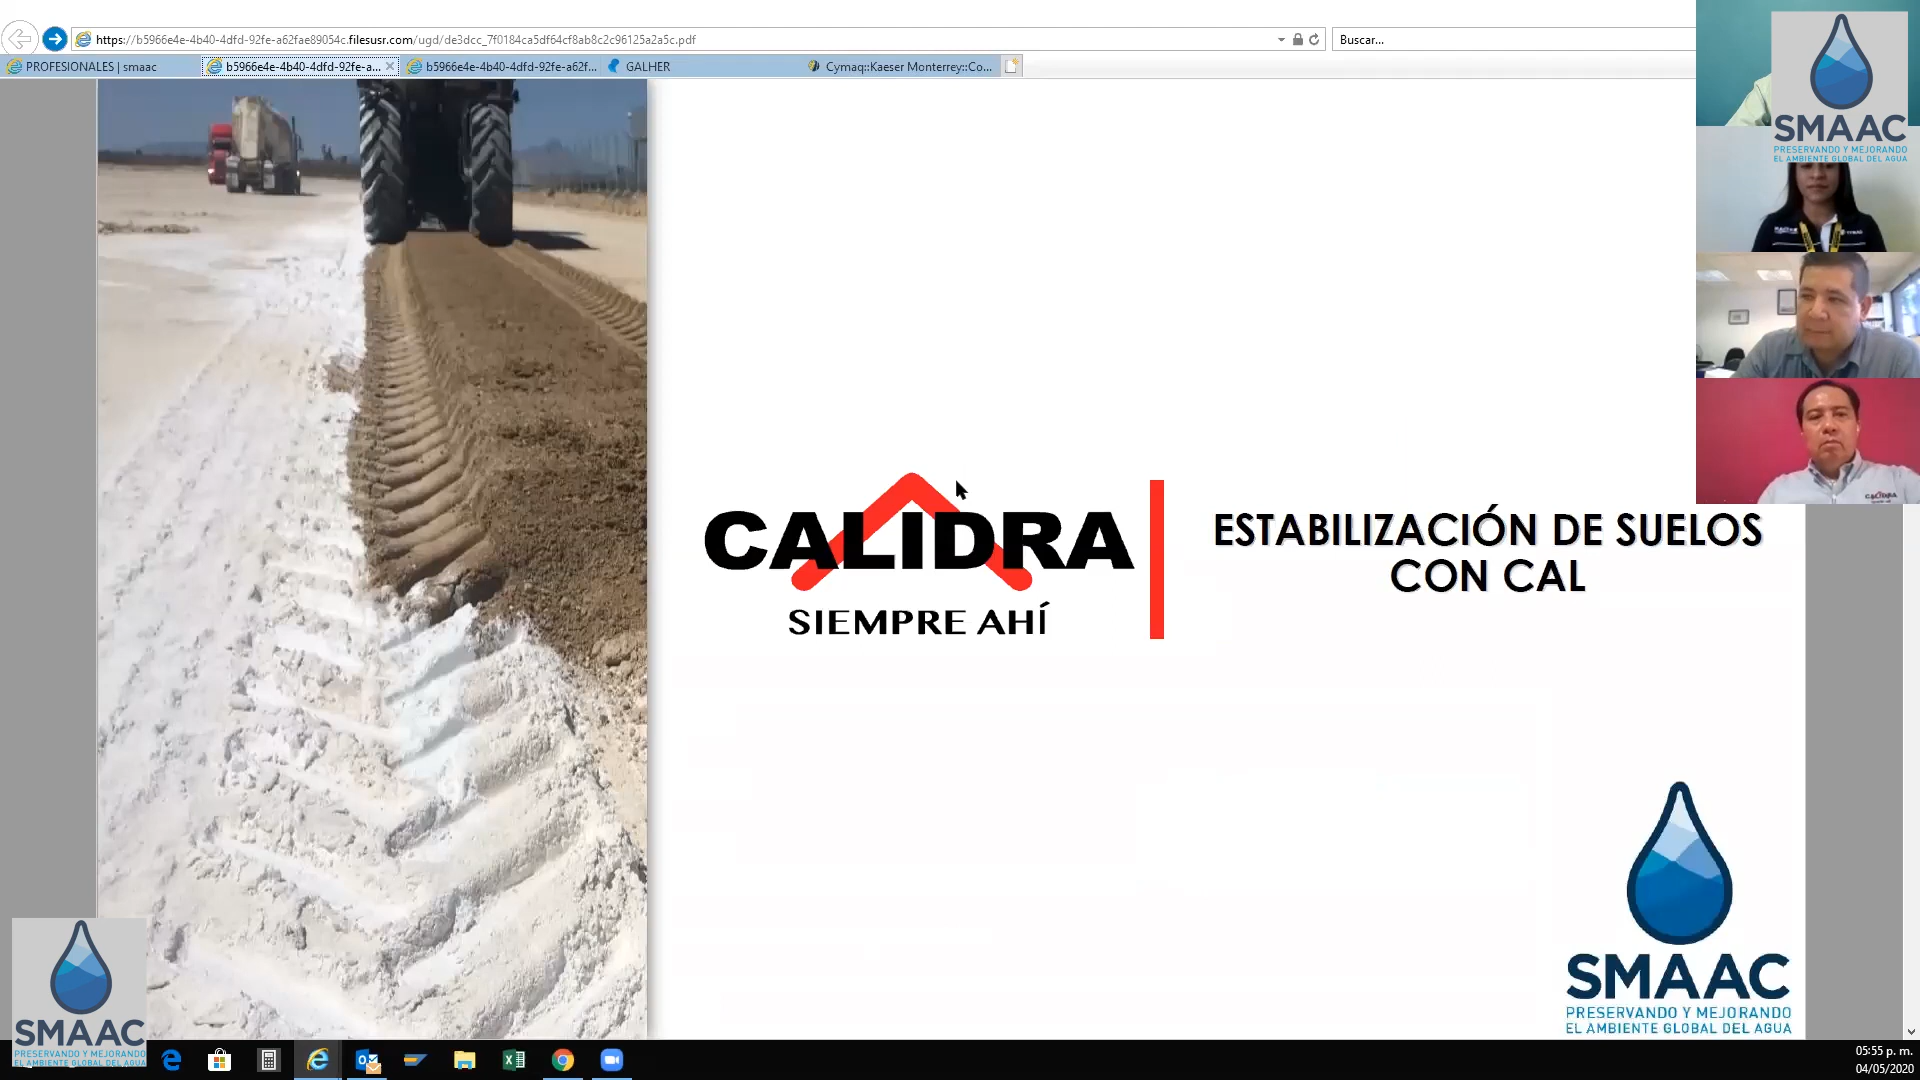 https://b5966e4e-4b40-4dfd-92fe-a62fae89054c.filesusr.com/ugd/de3dcc_7f0184ca5df64cf8ab8c2c96125a2a5c.pdf
Buscar...
PROFESIONALES | smaac
b5966e4e-4b40-4dfd-92fe-a...
b5966e4e-4b40-4dfd-92fe-a62f...
GALHER
Cymaq::Kaeser Monterrey::Co...
SMAAC
PRESERVANDO Y MEJORANDO
EL AMBIENTE GLOBAL DEL AGUA
CALIDRA
CALIDRA
SIEMPRE AHÍ
ESTABILIZACIÓN DE SUELOS
CON CAL
SMAAC
PRESERVANDO Y MEJORANDO
EL AMBIENTE GLOBAL DEL AGUA
SMAAC
PRESERVANDO Y MEJORANDO
EL AMBIENTE GLOBAL DEL AGUA
05:55 p. m.
04/05/2020